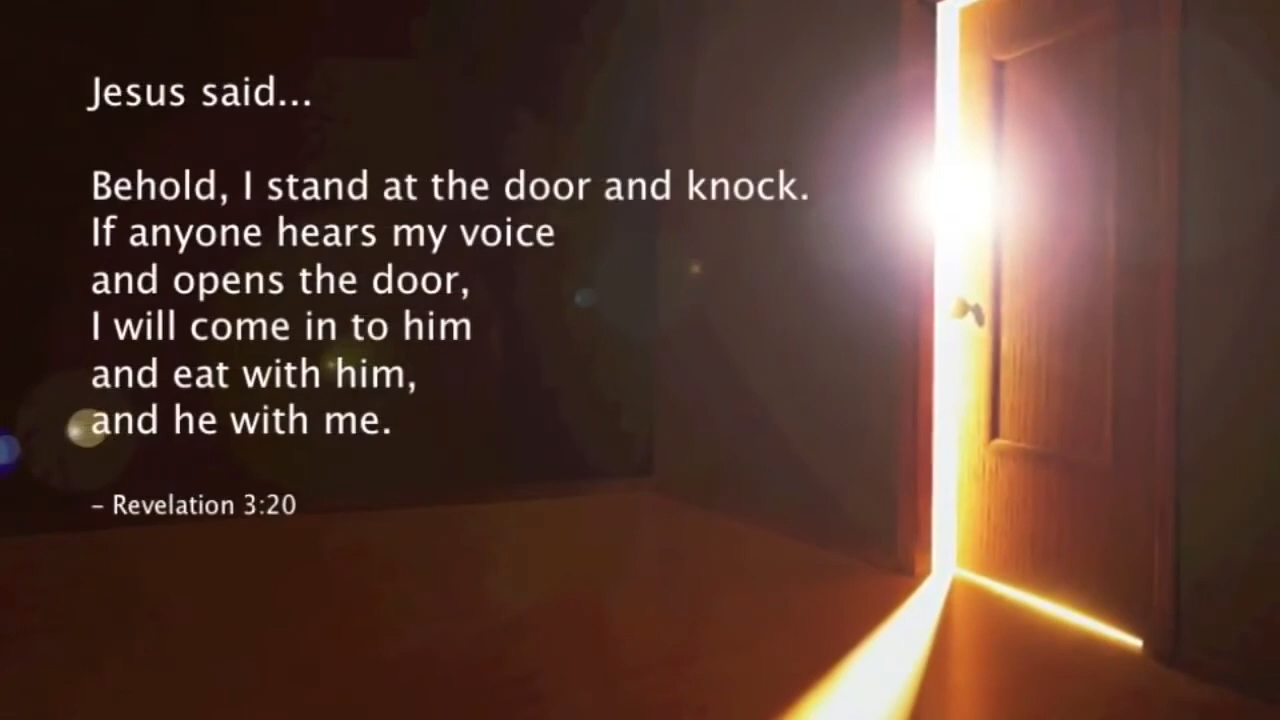 Jesus said...
Behold, I stand at the door and knock.
If anyone hears my voice
and opens the door,
I will come in to him
and eat with him,
and he with me.
– Revelation 3:20